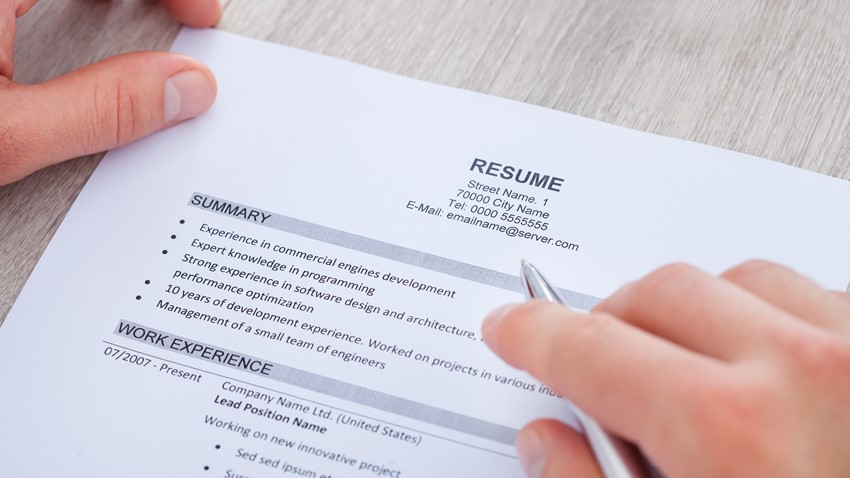 RESUME
Street Name. 1
70000 City Name
Tel: 0000 5555555
E-Mail: emailname@server.com
SUMMARY
• Experience in commercial engines development
• Expert knowledge in programming
• Strong experience in software design and architecture,
performance optimization
• 10 years of development experience. Worked on projects in various
• Management of a small team of engineers
WORK EXPERIENCE
07/2007 - Present
Company Name Ltd. (United States)
Lead Position Name
Working on new innovative project
• Sed sed ipsum
•